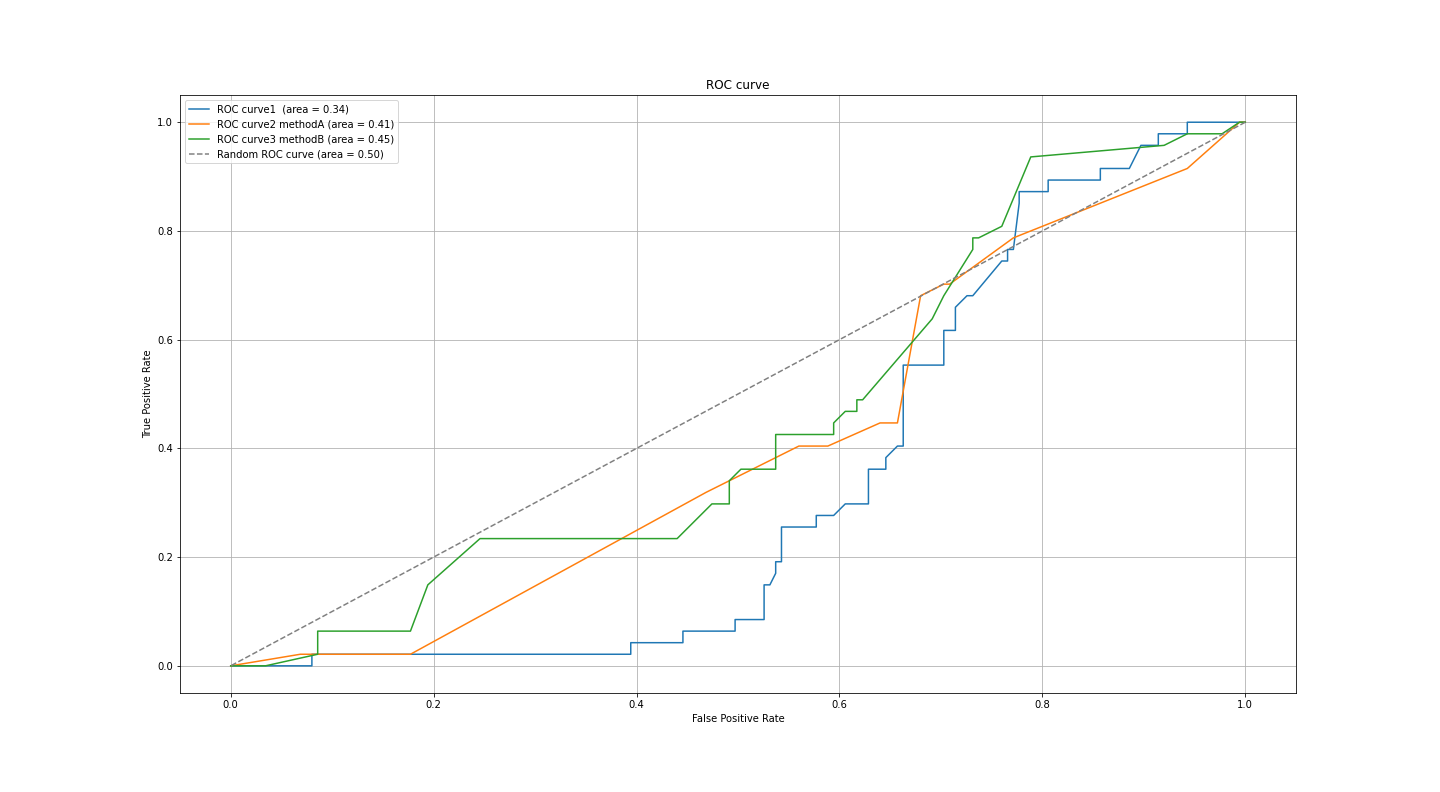 ROC curve
ROC curve1  (area = 0.34)
ROC curve2 methodA (area = 0.41)
ROC curve3 methodB (area = 0.45)
Random ROC curve (area = 0.50)
1.0
0.8
0.6
0.4
0.2
0.0
True Positive Rate
0.0 0.2 0.4 0.6 0.8 1.0
False Positive Rate